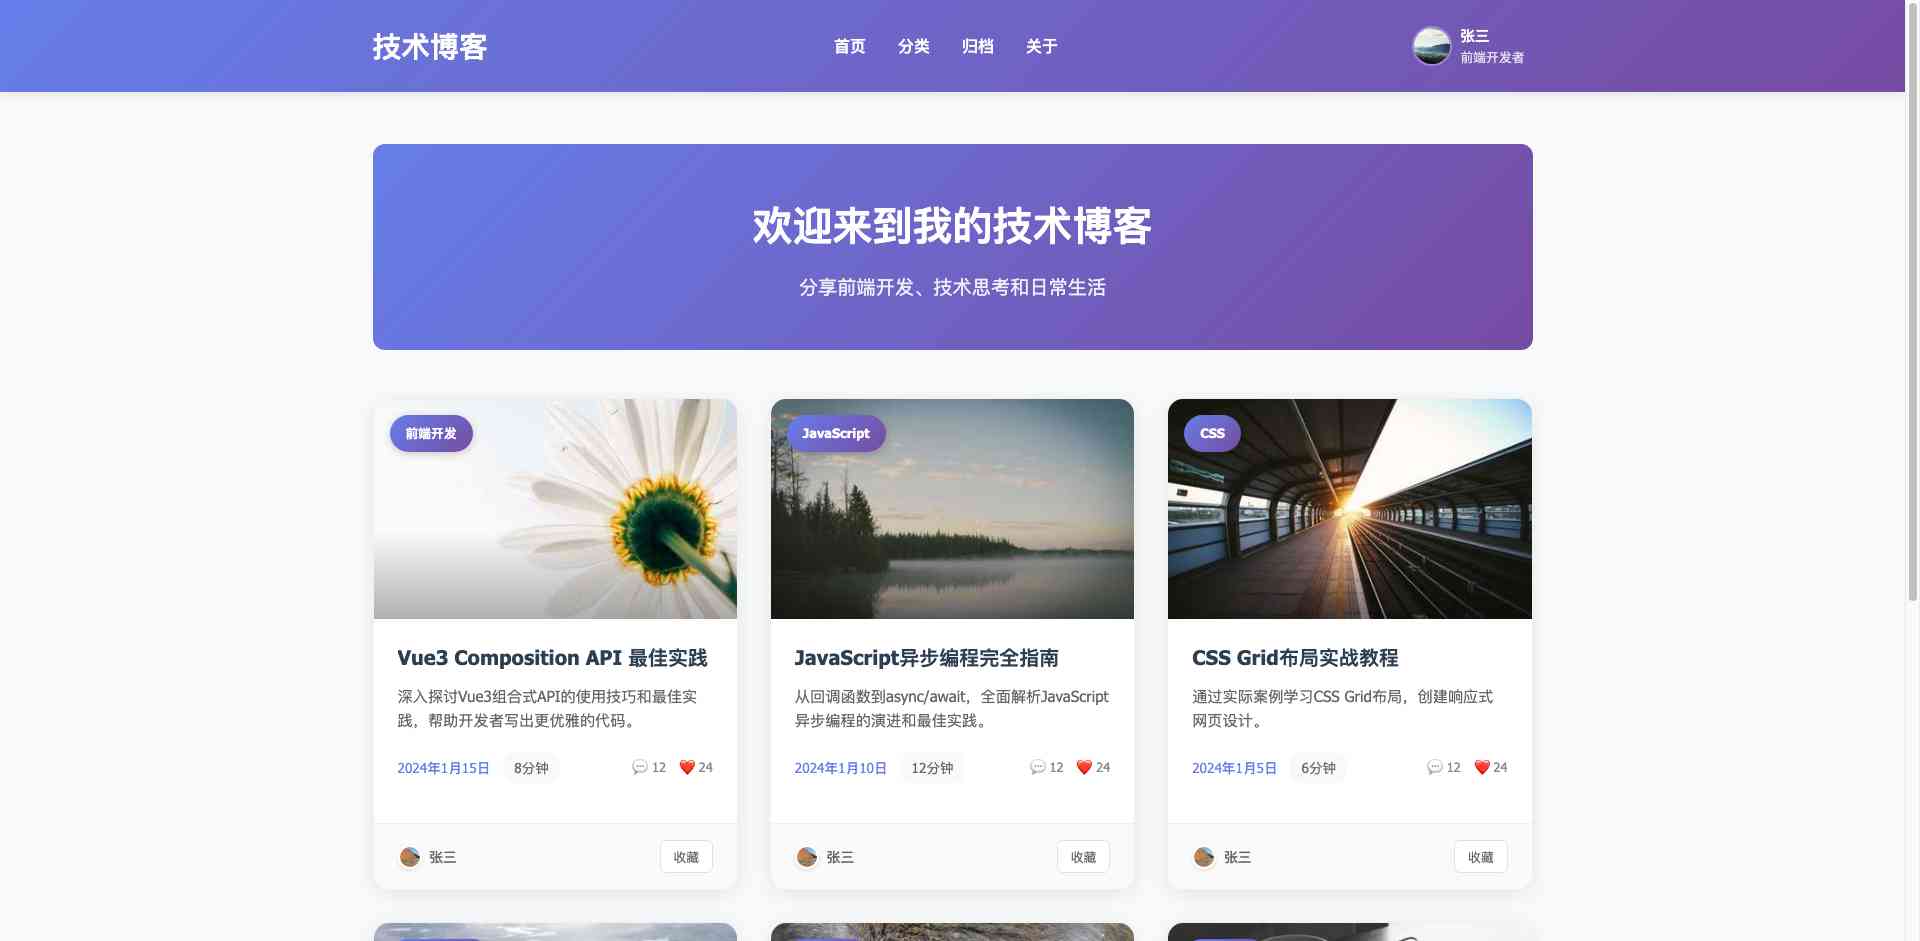 技术博客
首页 分类 归档 关于
张三
前端开发者
欢迎来到我的技术博客
分享前端开发、技术思考和日常生活
前端开发
Vue3 Composition API 最佳实践
深入探讨Vue3组合式API的使用技巧和最佳实
践，帮助开发者写出更优雅的代码。
2024年1月15日 8分钟 12 24
张三 收藏
JavaScript
JavaScript异步编程完全指南
从回调函数到async/await，全面解析JavaScript
异步编程的演进和最佳实践。
2024年1月10日 12分钟 12 24
张三 收藏
CSS
CSS Grid布局实战教程
通过实际案例学习CSS Grid布局，创建响应式
网页设计。
2024年1月5日 6分钟 12 24
张三 收藏